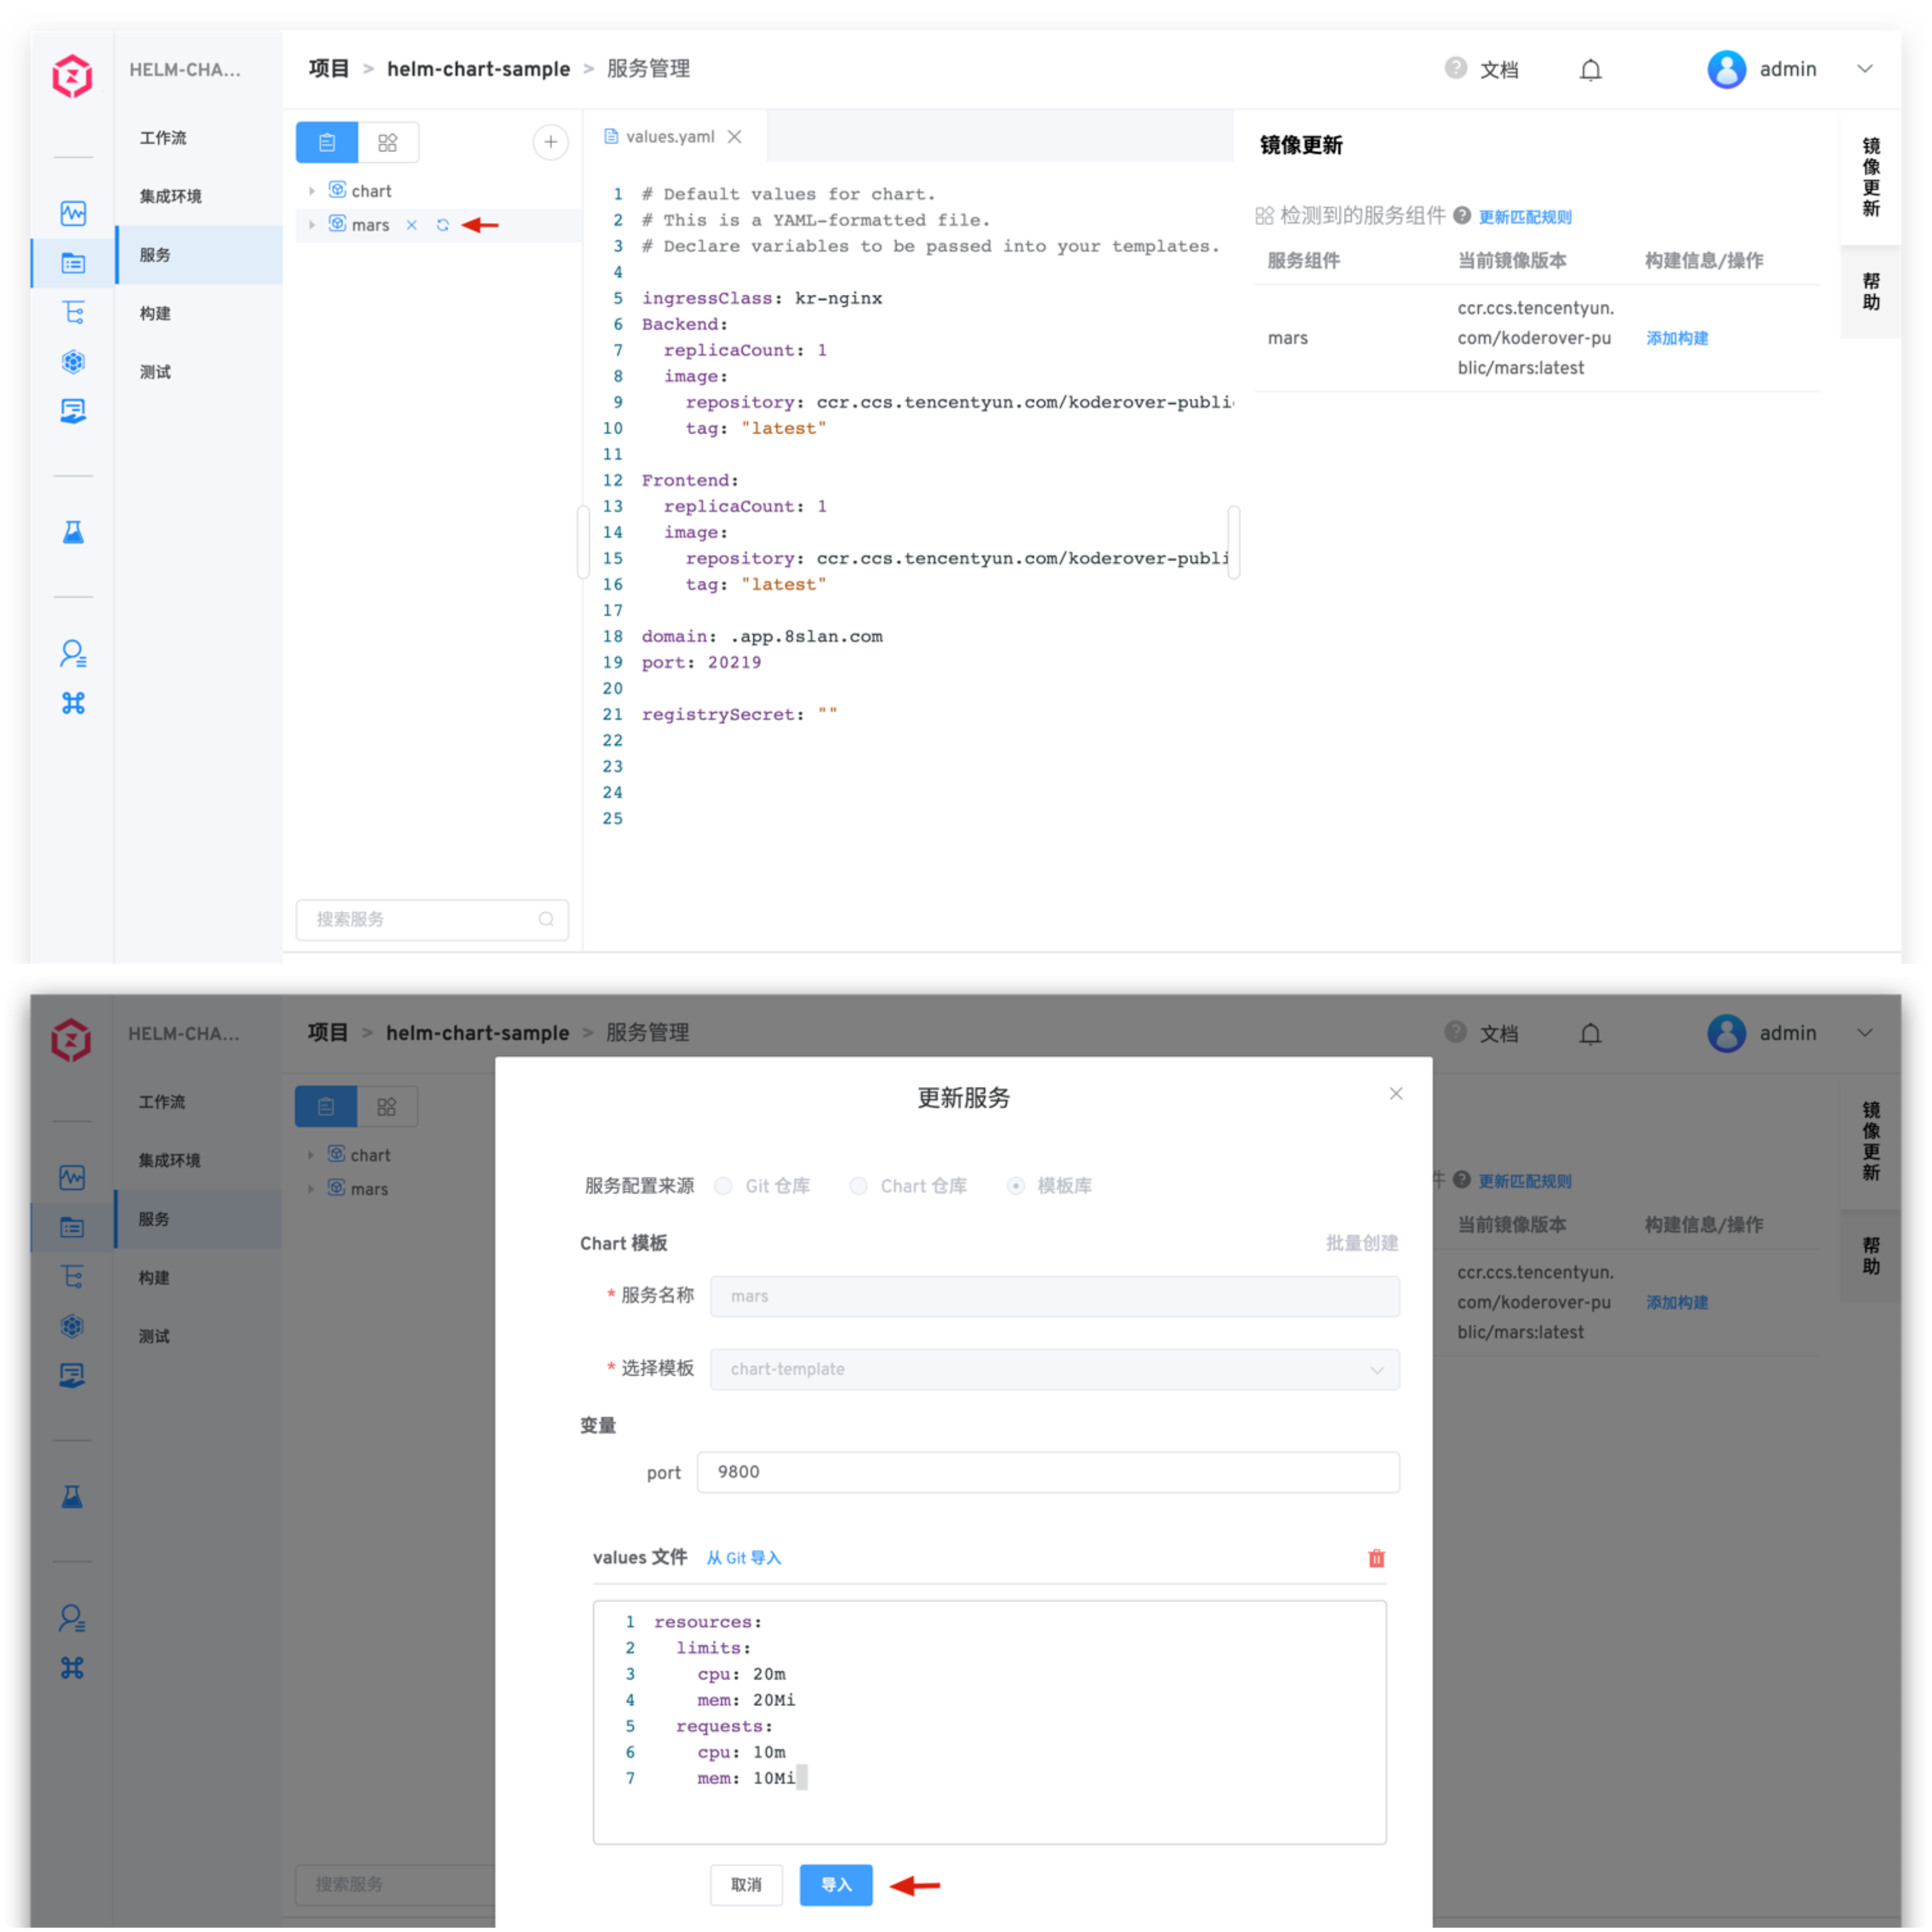 HELM-CHA...
项目 > helm-chart-sample > 服务管理
文档
admin
工作流
集成环境
服务
构建
测试
chart
mars
搜索服务
values.yaml
1 # Default values for chart.
2 # This is a YAML-formatted file.
3 # Declare variables to be passed into your templates.
4
5 ingressClass: kr-nginx
6 Backend:
7 replicaCount: 1
8 image:
9 repository: ccr.ccs.tencentyun.com/koderover-publi
10 tag: "latest"
11
12 Frontend:
13 replicaCount: 1
14 image:
15 repository: ccr.ccs.tencentyun.com/koderover-publi
16 tag: "latest"
17
18 domain: .app.8slan.com
19 port: 20219
20
21 registrySecret: ""
22
23
24
25
镜像更新
检测到的服务组件 ? 更新匹配规则
服务组件 当前镜像版本 构建信息/操作
mars
ccr.ccs.tencentyun.
com/koderover-pu
blic/mars:latest
添加构建
镜像更新
帮助
HELM-CHA...
项目 > helm-chart-sample > 服务管理
文档
admin
工作流
集成环境
服务
构建
测试
chart
mars
搜索服务
更新服务
服务配置来源 Git 仓库 Chart 仓库 模板库
Chart 模板 批量创建
* 服务名称 mars
* 选择模板 chart-template
变量
port 9800
values 文件 从 Git 导入
1 resources:
2 limits:
3 cpu: 20m
4 mem: 20Mi
5 requests:
6 cpu: 10m
7 mem: 10Mi
取消 导入
件 ? 更新匹配规则
当前镜像版本 构建信息/操作
ccr.ccs.tencentyun.
com/koderover-pu
blic/mars:latest
添加构建
镜像更新
帮助